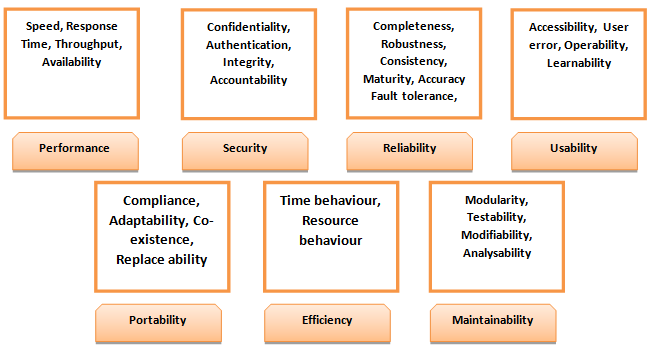 Speed, Response
Time, Throughput,
Availability
Confidentiality,
Authentication,
Integrity,
Accountability
Completeness,
Robustness,
Consistency,
Maturity, Accuracy
Fault tolerance,
Accessibility, User
error, Operability,
Learnability
Performance
Security
Reliability
Usability
Compliance,
Adaptability, Co-
existence,
Replace ability
Time behaviour,
Resource
behaviour
Modularity,
Testability,
Modifiability,
Analysability
Portability
Efficiency
Maintainability